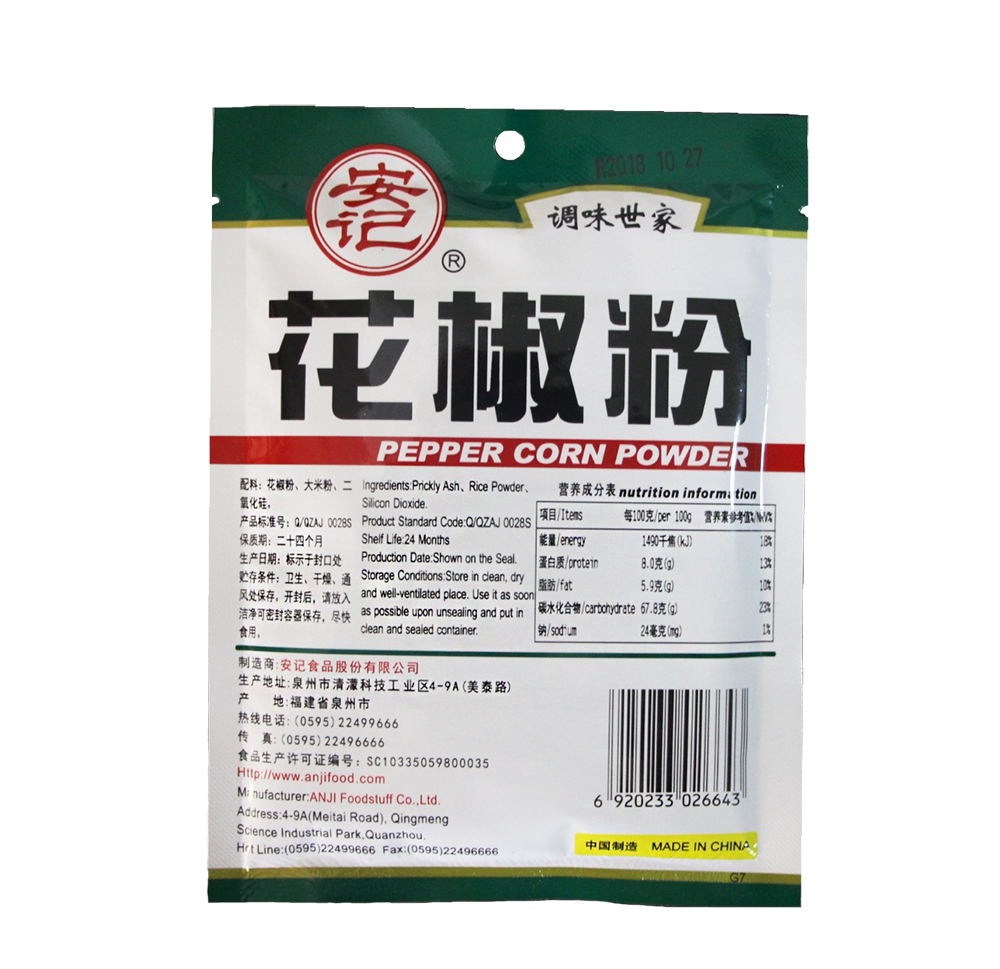 R2018 10 27
安记
®
调味世家
花椒粉
PEPPER CORN POWDER
配料：花椒粉、大米粉、二
氧化硅。
产品标准号：Q/QZAJ 0028S
保质期：二十四个月
生产日期：标示于封口处
贮存条件：卫生、干燥、通
风处保存。开封后，请放入
洁净可密封容器保存，尽快
食用。
Ingredients:Prickly Ash、Rice Powder、
Silicon Dioxide.
Product Standard Code:Q/QZAJ 0028S
Shelf Life:24 Months
Production Date:Shown on the Seal.
Storage Conditions:Store in clean, dry
and well-ventilated place. Use it as soon
as possible upon unsealing and put in
clean and sealed container.
营养成分表 nutrition information
项目/Items 每100克/per 100g 营养素参考值%/NRV%
能量/energy 1490千焦(kJ) 18%
蛋白质/protein 8.0克(g) 13%
脂肪/fat 5.9克(g) 10%
碳水化合物/carbohydrate 67.8克(g) 23%
钠/sodium 24毫克(mg) 1%
制造商:安记食品股份有限公司
生产地址:泉州市清濛科技工业区4-9A(美泰路)
产 地:福建省泉州市
热线电话:(0595)22499666
传 真:(0595)22496666
食品生产许可证编号：SC10335059800035
Http://www.anjifood.com
Manufacturer:ANJI Foodstuff Co.,Ltd.
Address:4-9A(Meitai Road), Qingmeng
Science Industrial Park,Quanzhou.
Hot Line:(0595)22499666 Fax:(0595)22496666
6 920233 026643
中国制造 MADE IN CHINA
G7